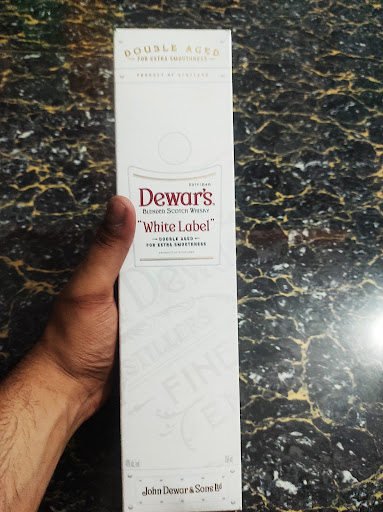 DOUBLE AGED
FOR EXTRA SMOOTHNESS
PRODUCT OF SCOTLAND
Dewar's
BLENDED SCOTCH WHISKY
"White Label"
DOUBLE AGED
FOR EXTRA SMOOTHNESS
FINE
John Dewar & Sons Ltd